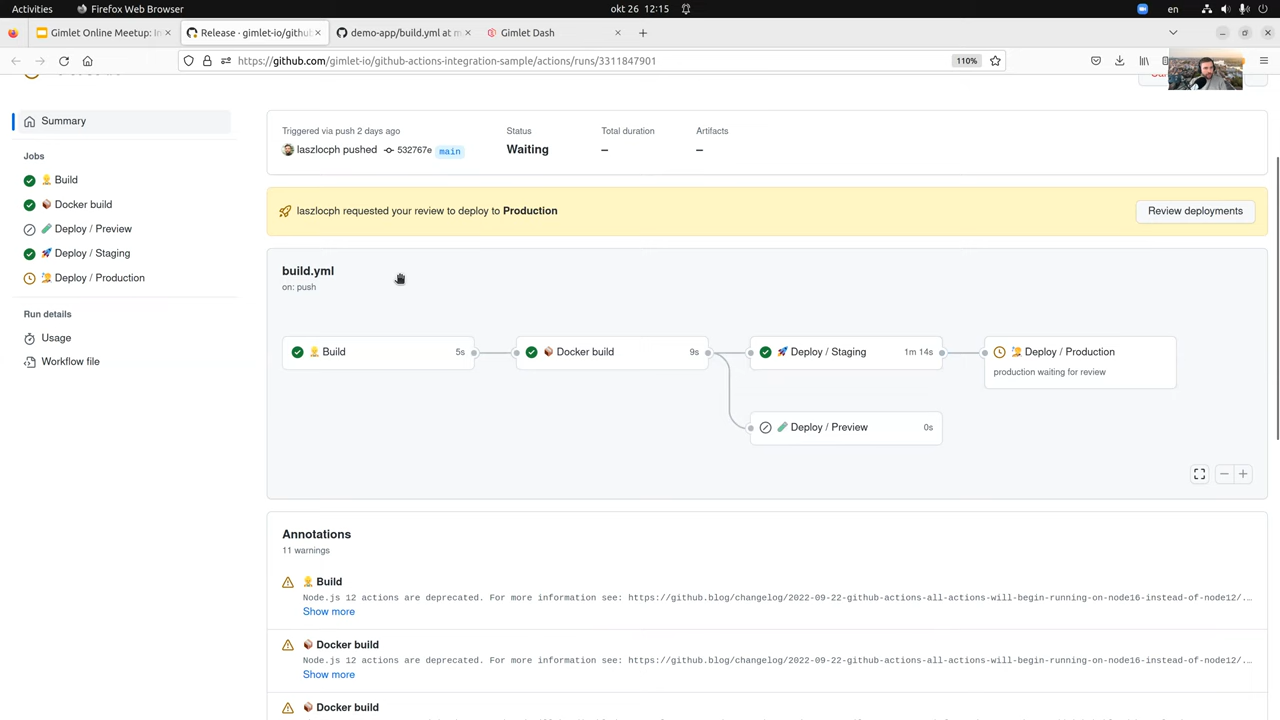 Activities Firefox Web Browser okt 26 12:15 en
Gimlet Online Meetup: In Release · gimlet-io/githu demo-app/build.yml at m Gimlet Dash
https://github.com/gimlet-io/github-actions-integration-sample/actions/runs/3311847901 110%
Summary
Jobs
Build
Docker build
Deploy / Preview
Deploy / Staging
Deploy / Production
Run details
Usage
Workflow file
Triggered via push 2 days ago Status Total duration Artifacts
laszlocph pushed 532767e main Waiting – –
laszlocph requested your review to deploy to Production Review deployments
build.yml
on: push
Build 5s Docker build 9s Deploy / Staging 1m 14s Deploy / Production
production waiting for review
Deploy / Preview 0s
Annotations
11 warnings
Build
Node.js 12 actions are deprecated. For more information see: https://github.blog/changelog/2022-09-22-github-actions-all-actions-will-begin-running-on-node16-instead-of-node12/...
Show more
Docker build
Node.js 12 actions are deprecated. For more information see: https://github.blog/changelog/2022-09-22-github-actions-all-actions-will-begin-running-on-node16-instead-of-node12/...
Show more
Docker build